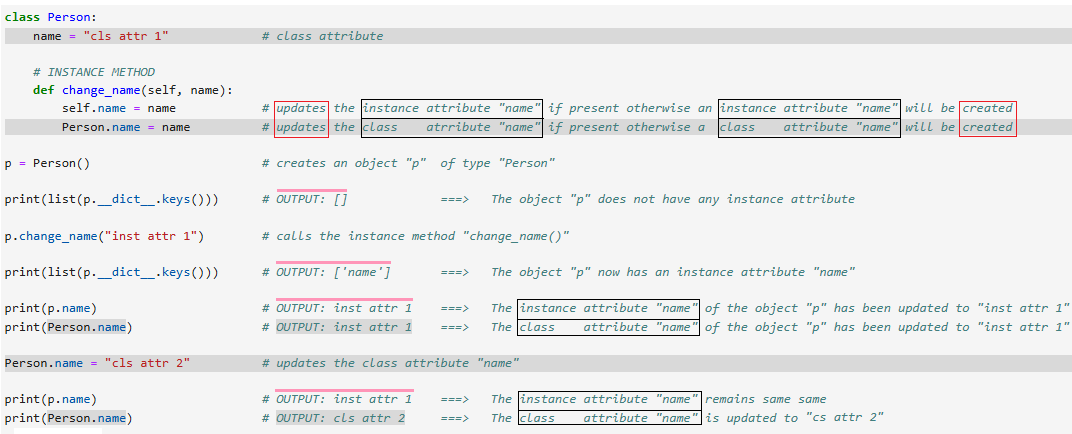 class Person:
    name = "cls attr 1"             # class attribute
    # INSTANCE METHOD
    def change_name(self, name):
        self.name = name            # updates the instance attribute "name" if present otherwise an instance attribute "name" will be created
        Person.name = name          # updates the class    atrribute "name" if present otherwise a  class    attribute "name" will be created
p = Person()                        # creates an object "p"  of type "Person"
print(list(p.__dict__.keys()))      # OUTPUT: []             ===>   The object "p" does not have any instance attribute
p.change_name("inst attr 1")        # calls the instance method "change_name()"
print(list(p.__dict__.keys()))      # OUTPUT: ['name']       ===>   The object "p" now has an instance attribute "name"
print(p.name)                       # OUTPUT: inst attr 1    ===>   The instance attribute "name" of the object "p" has been updated to "inst attr 1"
print(Person.name)                  # OUTPUT: inst attr 1    ===>   The class    attribute "name" of the object "p" has been updated to "inst attr 1"
Person.name = "cls attr 2"          # updates the class attribute "name"
print(p.name)                       # OUTPUT: inst attr 1    ===>   The instance attribute "name" remains same same
print(Person.name)                  # OUTPUT: cls attr 2     ===>   The class    attribute "name" is updated to "cs attr 2"